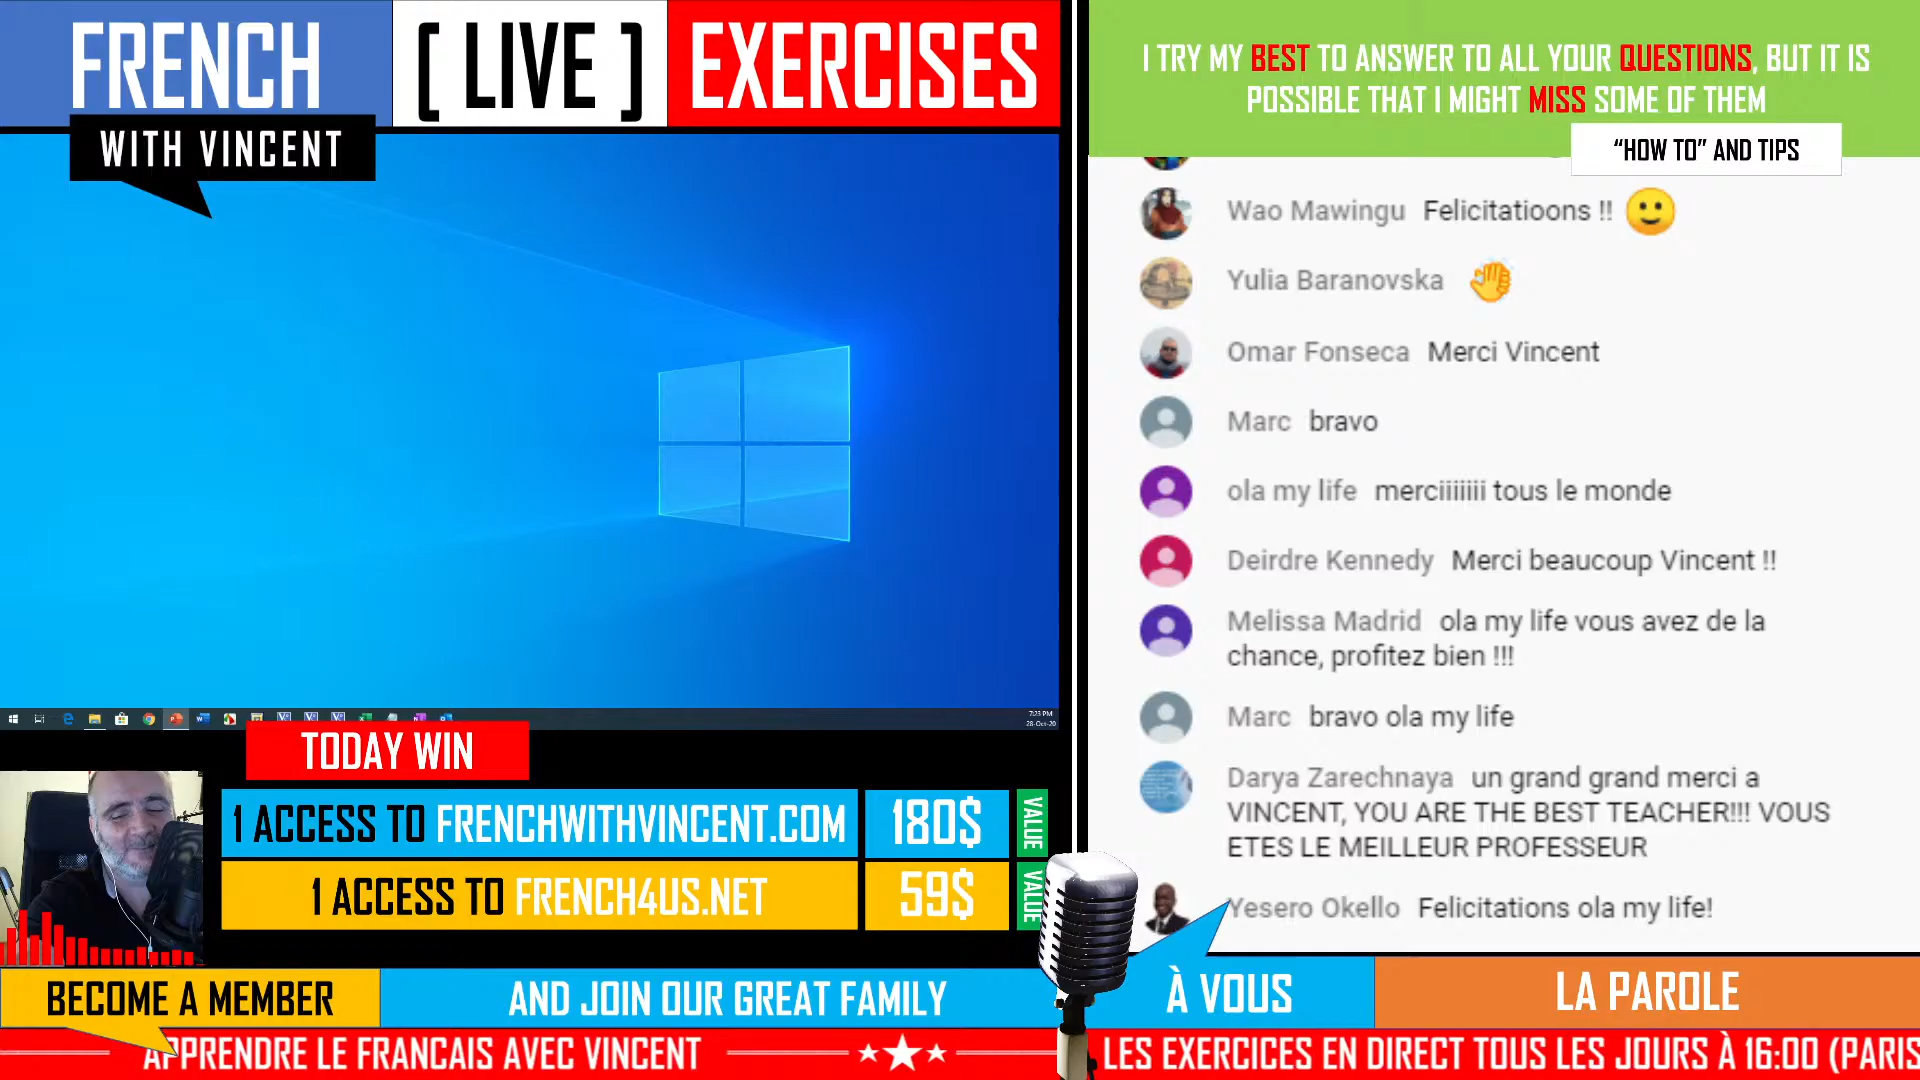 FRENCH
[ LIVE ]
EXERCISES
WITH VINCENT
7:23 PM
28-Oct-20
TODAY WIN
1 ACCESS TO FRENCHWITHVINCENT.COM
180$
VALUE
1 ACCESS TO FRENCH4US.NET
59$
VALUE
BECOME A MEMBER
AND JOIN OUR GREAT FAMILY
APPRENDRE LE FRANCAIS AVEC VINCENT
I TRY MY BEST TO ANSWER TO ALL YOUR QUESTIONS, BUT IT IS
POSSIBLE THAT I MIGHT MISS SOME OF THEM
“HOW TO” AND TIPS
Wao Mawingu Felicitatioons !!
Yulia Baranovska
Omar Fonseca Merci Vincent
Marc bravo
ola my life merciiiiiii tous le monde
Deirdre Kennedy Merci beaucoup Vincent !!
Melissa Madrid ola my life vous avez de la
chance, profitez bien !!!
Marc bravo ola my life
Darya Zarechnaya un grand grand merci a
VINCENT, YOU ARE THE BEST TEACHER!!! VOUS
ETES LE MEILLEUR PROFESSEUR
Yesero Okello Felicitations ola my life!
À VOUS
LA PAROLE
LES EXERCICES EN DIRECT TOUS LES JOURS À 16:00 (PARIS